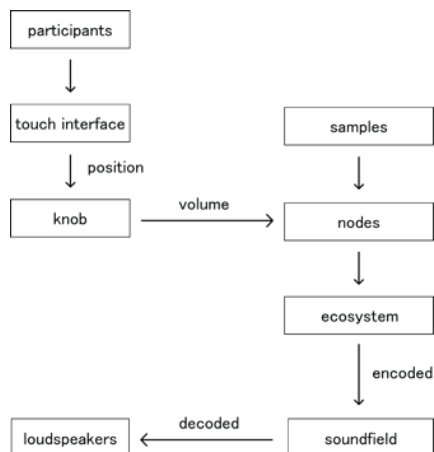 participants
touch interface
samples
position
knob
volume
nodes
ecosystem
encoded
loudspeakers
decoded
soundfield